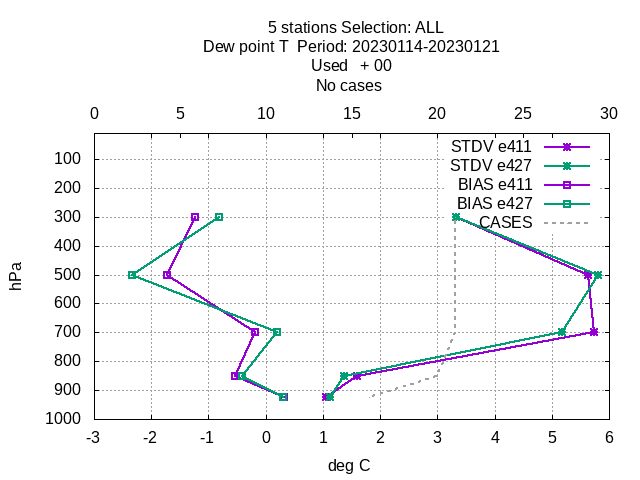 5 stations Selection: ALL
Dew point T  Period: 20230114-20230121
Used   + 00
No cases
0 5 10 15 20 25 30
STDV e411
STDV e427
BIAS e411
BIAS e427
CASES
100
200
300
400
500
600
700
800
900
1000
hPa
-3 -2 -1 0 1 2 3 4 5 6
deg C